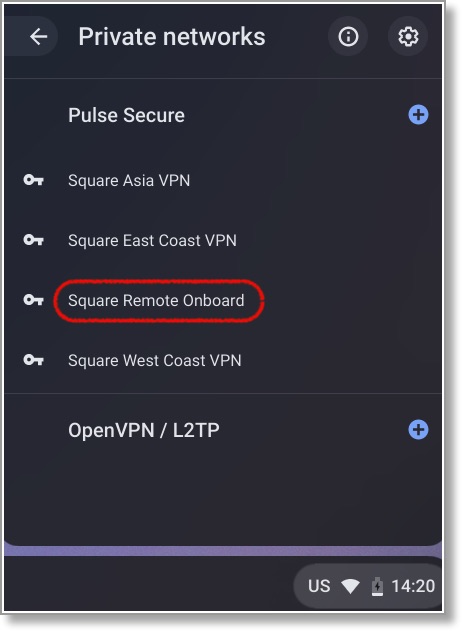 Private networks
Pulse Secure
Square Asia VPN
Square East Coast VPN
Square Remote Onboard
Square West Coast VPN
OpenVPN / L2TP
US 14:20